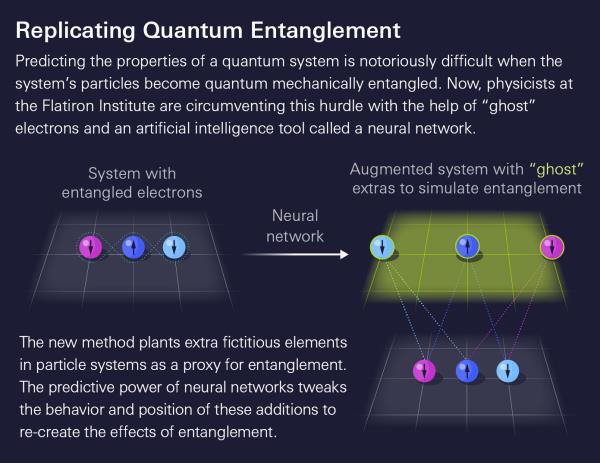 Replicating Quantum Entanglement
Predicting the properties of a quantum system is notoriously difficult when the
system's particles become quantum mechanically entangled. Now, physicists at
the Flatiron Institute are circumventing this hurdle with the help of “ghost”
electrons and an artificial intelligence tool called a neural network.
System with
entangled electrons
Neural
network
Augmented system with “ghost”
extras to simulate entanglement
The new method plants extra fictitious elements
in particle systems as a proxy for entanglement.
The predictive power of neural networks tweaks
the behavior and position of these additions to
re-create the effects of entanglement.